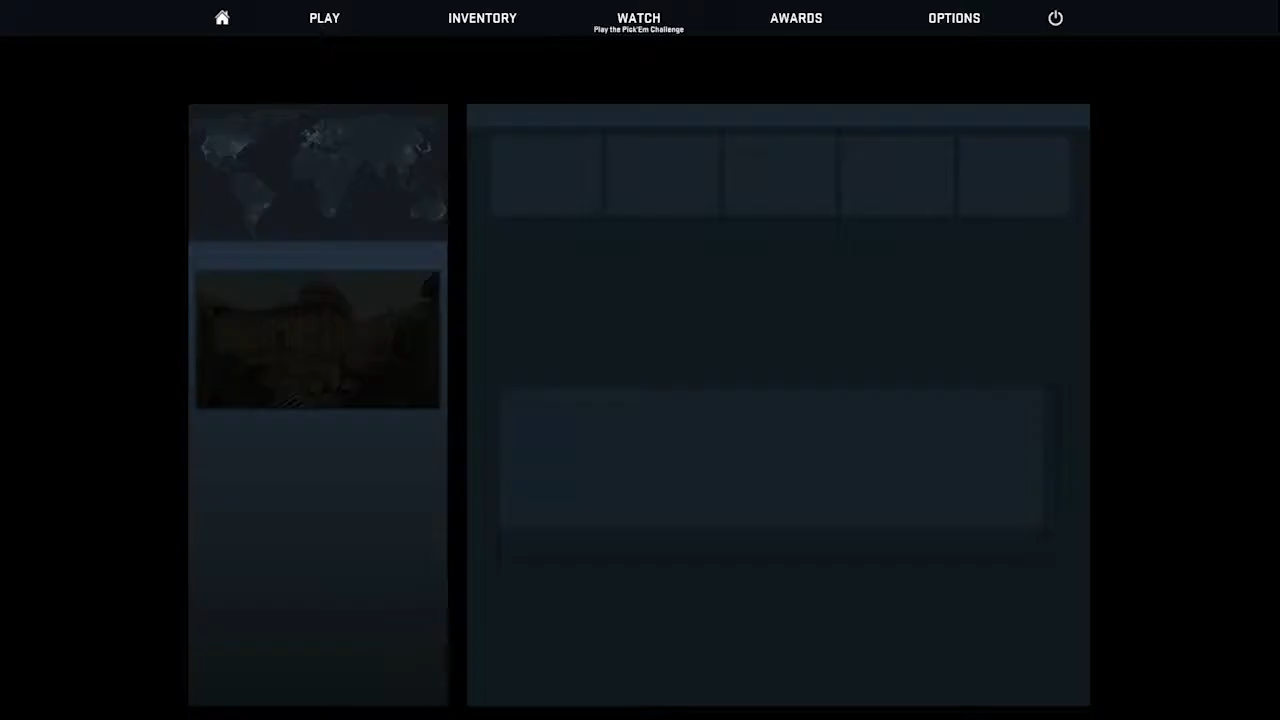 PLAY
INVENTORY
WATCH
AWARDS
OPTIONS
Play the Pick'Em Challenge